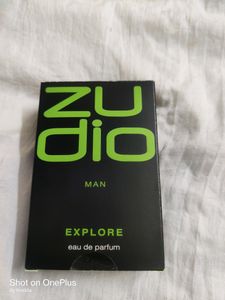 zu
dio
MAN
EXPLORE
eau de parfum
Shot on OnePlus